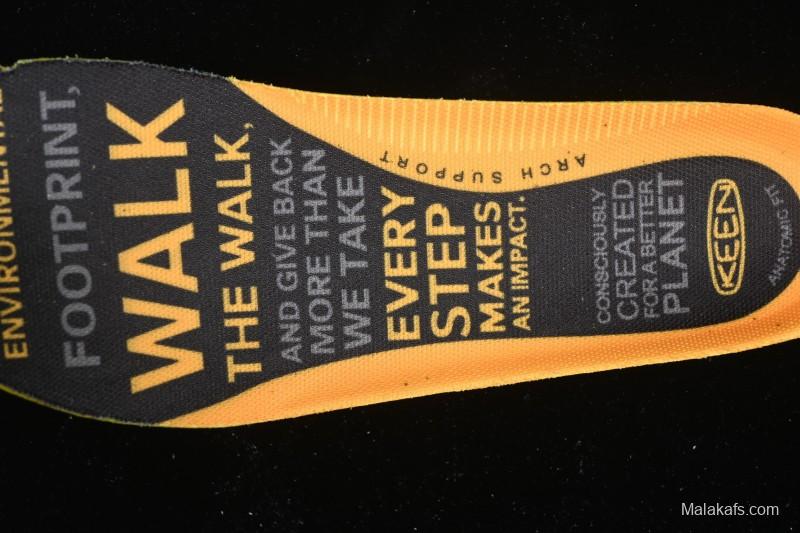 ENVIRONMENTAL
FOOTPRINT,
WALK
THE WALK,
AND GIVE BACK
MORE THAN
WE TAKE
EVERY
STEP
MAKES
AN IMPACT.
ARCH SUPPORT
CONSCIOUSLY
CREATED
FOR A BETTER
PLANET
KEEN
ANATOMIC FIT
Malakafs.com